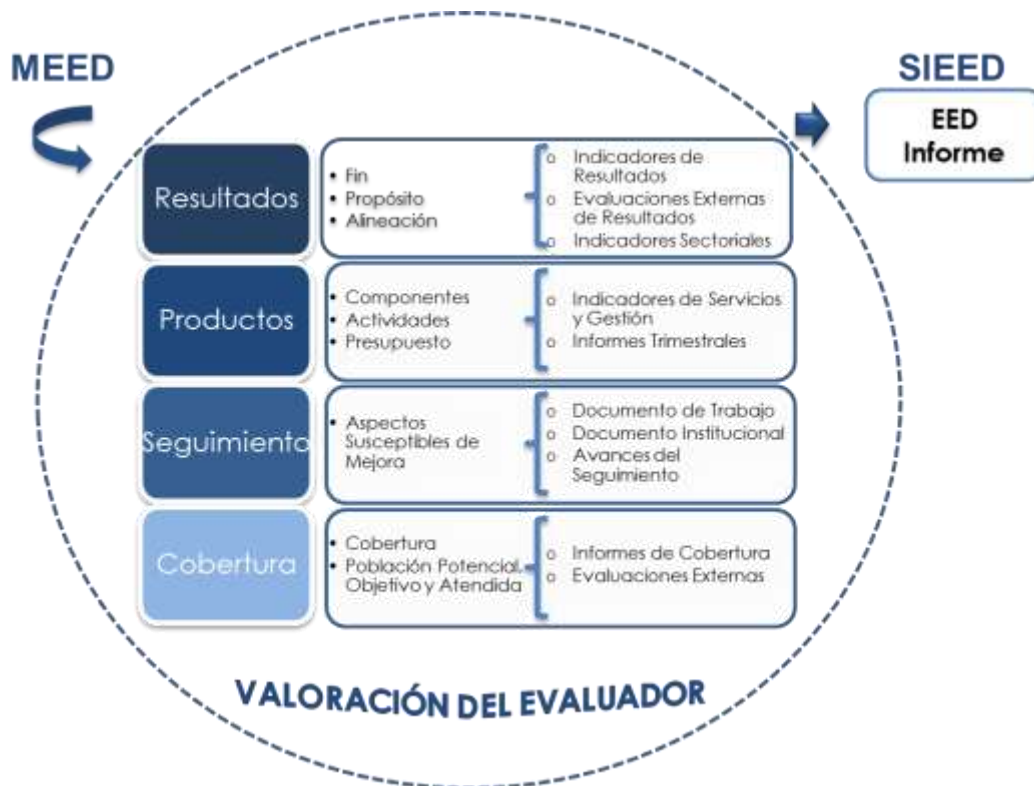 MEED
SIEED
EED
Informe
Resultados
• Fin
• Propósito
• Alineación
o Indicadores de
Resultados
o Evaluaciones Externas
de Resultados
o Indicadores Sectoriales
Productos
• Componentes
• Actividades
• Presupuesto
o Indicadores de Servicios
y Gestión
o Informes Trimestrales
Seguimiento
• Aspectos
Susceptibles de
Mejora
o Documento de Trabajo
o Documento Institucional
o Avances del
Seguimiento
Cobertura
• Cobertura
• Población Potencial,
Objetivo y Atendida
o Informes de Cobertura
o Evaluaciones Externas
VALORACIÓN DEL EVALUADOR